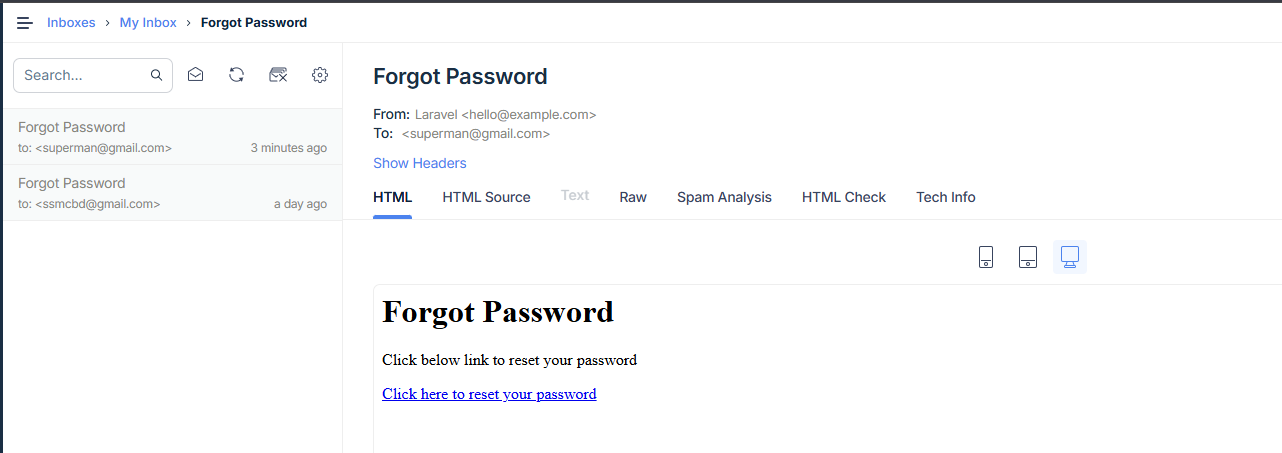 Inboxes › My Inbox › Forgot Password
Search...
Forgot Password
to: <superman@gmail.com> 3 minutes ago
Forgot Password
to: <ssmcbd@gmail.com> a day ago
Forgot Password
From: Laravel <hello@example.com>
To: <superman@gmail.com>
Show Headers
HTML HTML Source Text Raw Spam Analysis HTML Check Tech Info
Forgot Password
Click below link to reset your password
Click here to reset your password